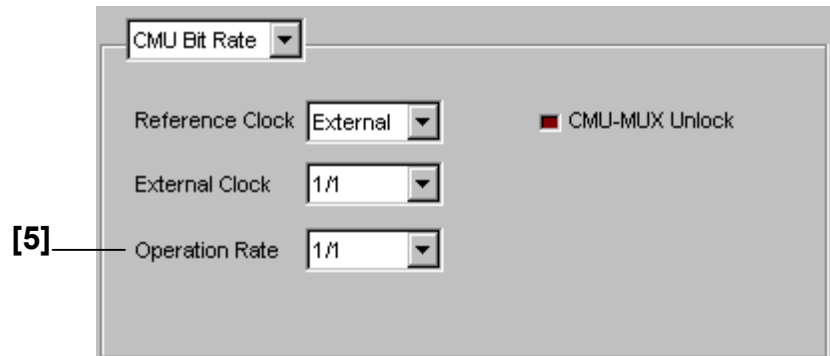 CMU Bit Rate
Reference Clock External CMU-MUX Unlock
External Clock 1/1
[5] Operation Rate 1/1